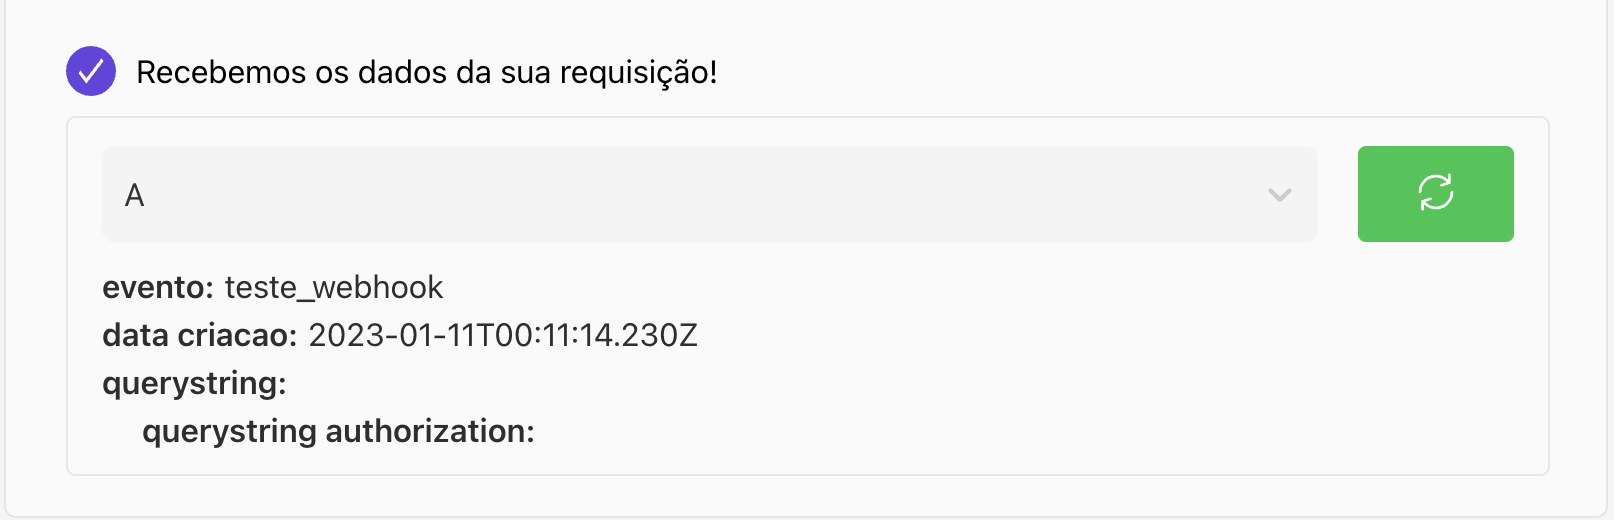 Recebemos os dados da sua requisição!
A
evento: teste_webhook
data criacao: 2023-01-11T00:11:14.230Z
querystring:
querystring authorization: